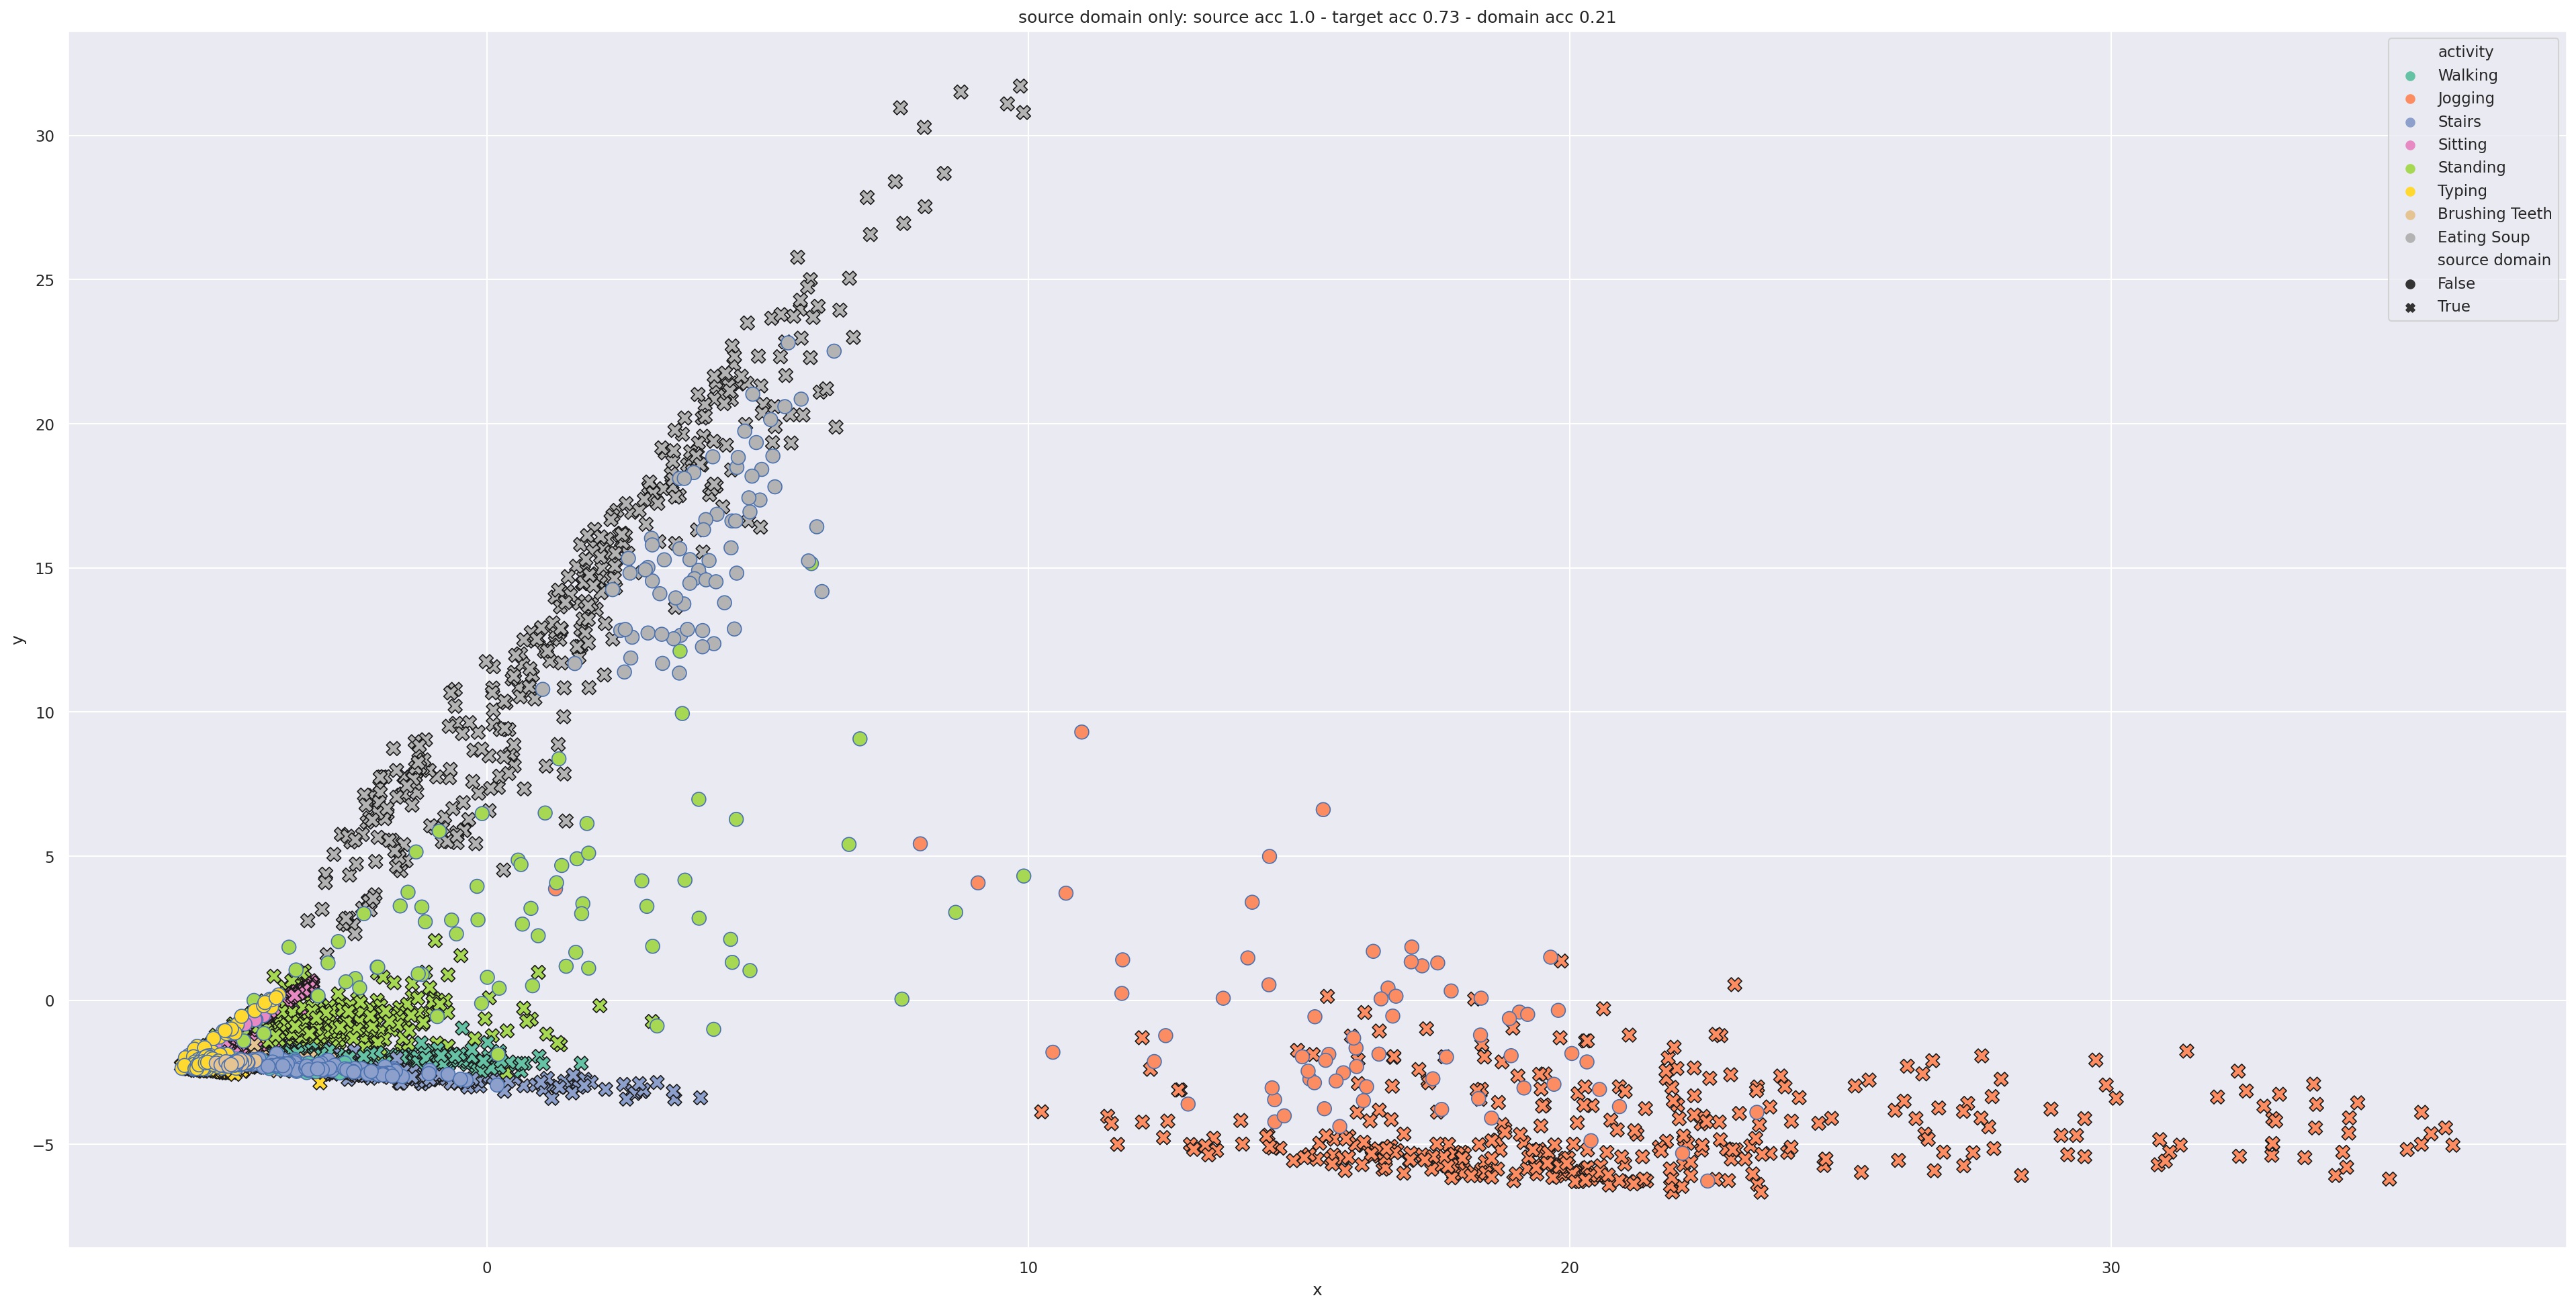 source domain only: source acc 1.0 - target acc 0.73 - domain acc 0.21
activity
Walking
Jogging
Stairs
Sitting
Standing
Typing
Brushing Teeth
Eating Soup
source domain
False
True
30
25
20
15
10
5
0
−5
y
0
10
20
30
x